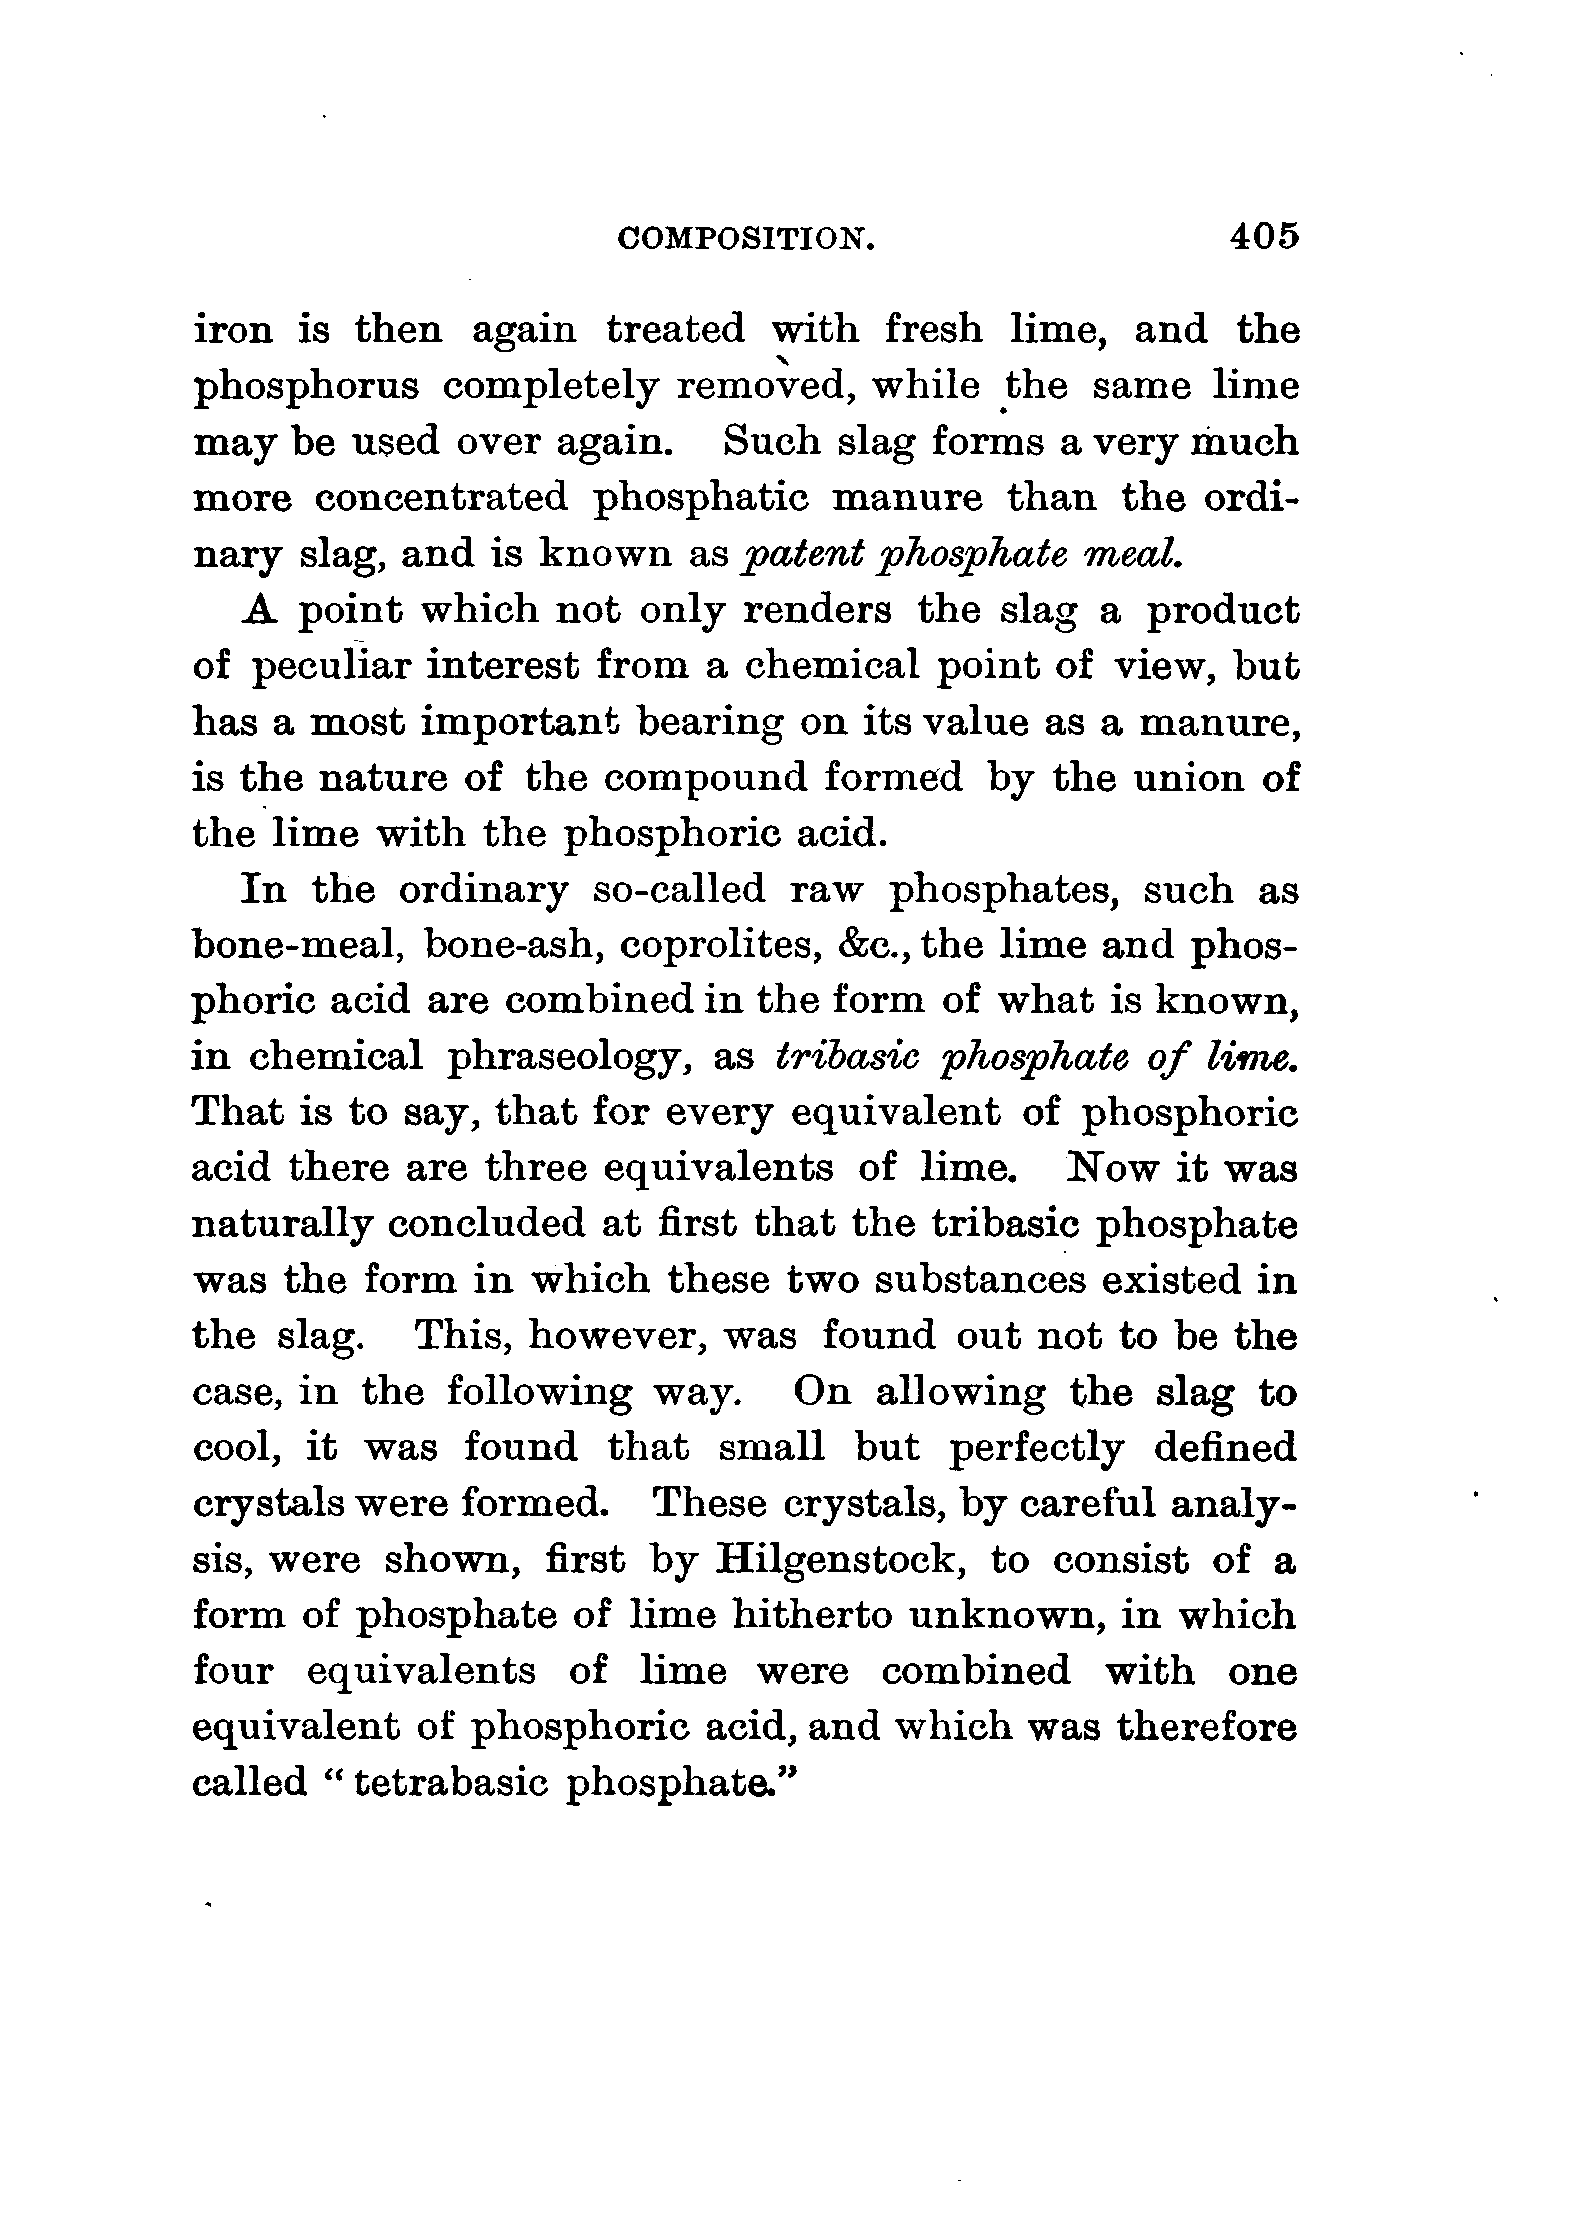 COMPOSITION. 405
iron is then again treated with fresh lime, and the
phosphorus completely removed, while the same lime
may be used over again. Such slag forms a very much
more concentrated phosphatic manure than the ordi-
nary slag, and is known as patent phosphate meal.
A point which not only renders the slag a product
of peculiar interest from a chemical point of view, but
has a most important bearing on its value as a manure,
is the nature of the compound formed by the union of
the lime with the phosphoric acid.
In the ordinary so-called raw phosphates, such as
bone-meal, bone-ash, coprolites, &c., the lime and phos-
phoric acid are combined in the form of what is known,
in chemical phraseology, as tribasic phosphate of lime.
That is to say, that for every equivalent of phosphoric
acid there are three equivalents of lime. Now it was
naturally concluded at first that the tribasic phosphate
was the form in which these two substances existed in
the slag. This, however, was found out not to be the
case, in the following way. On allowing the slag to
cool, it was found that small but perfectly defined
crystals were formed. These crystals, by careful analy-
sis, were shown, first by Hilgenstock, to consist of a
form of phosphate of lime hitherto unknown, in which
four equivalents of lime were combined with one
equivalent of phosphoric acid, and which was therefore
called “tetrabasic phosphate.”